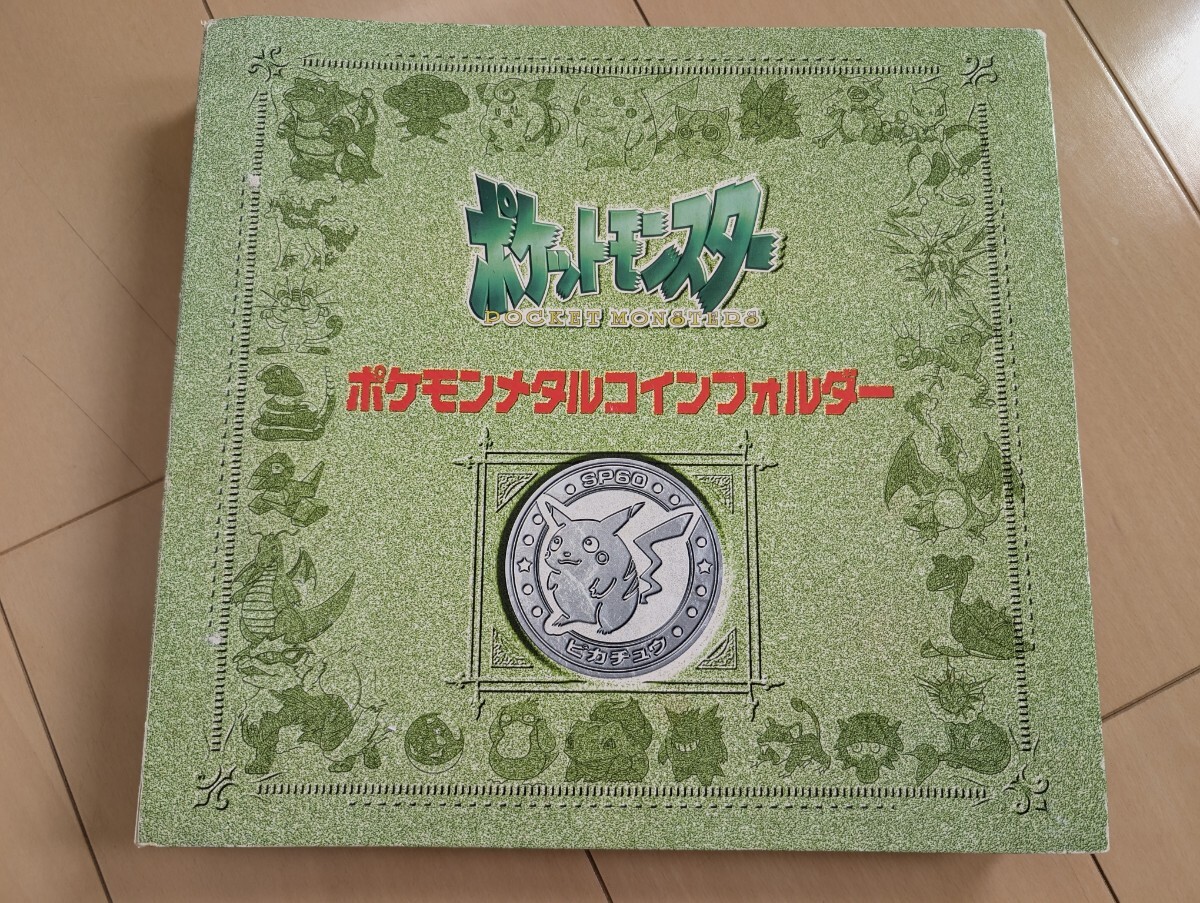 ポケットモンスター
POCKET MONSTERS
ポケモンメタルコインフォルダー
SP60
ピカチュウ